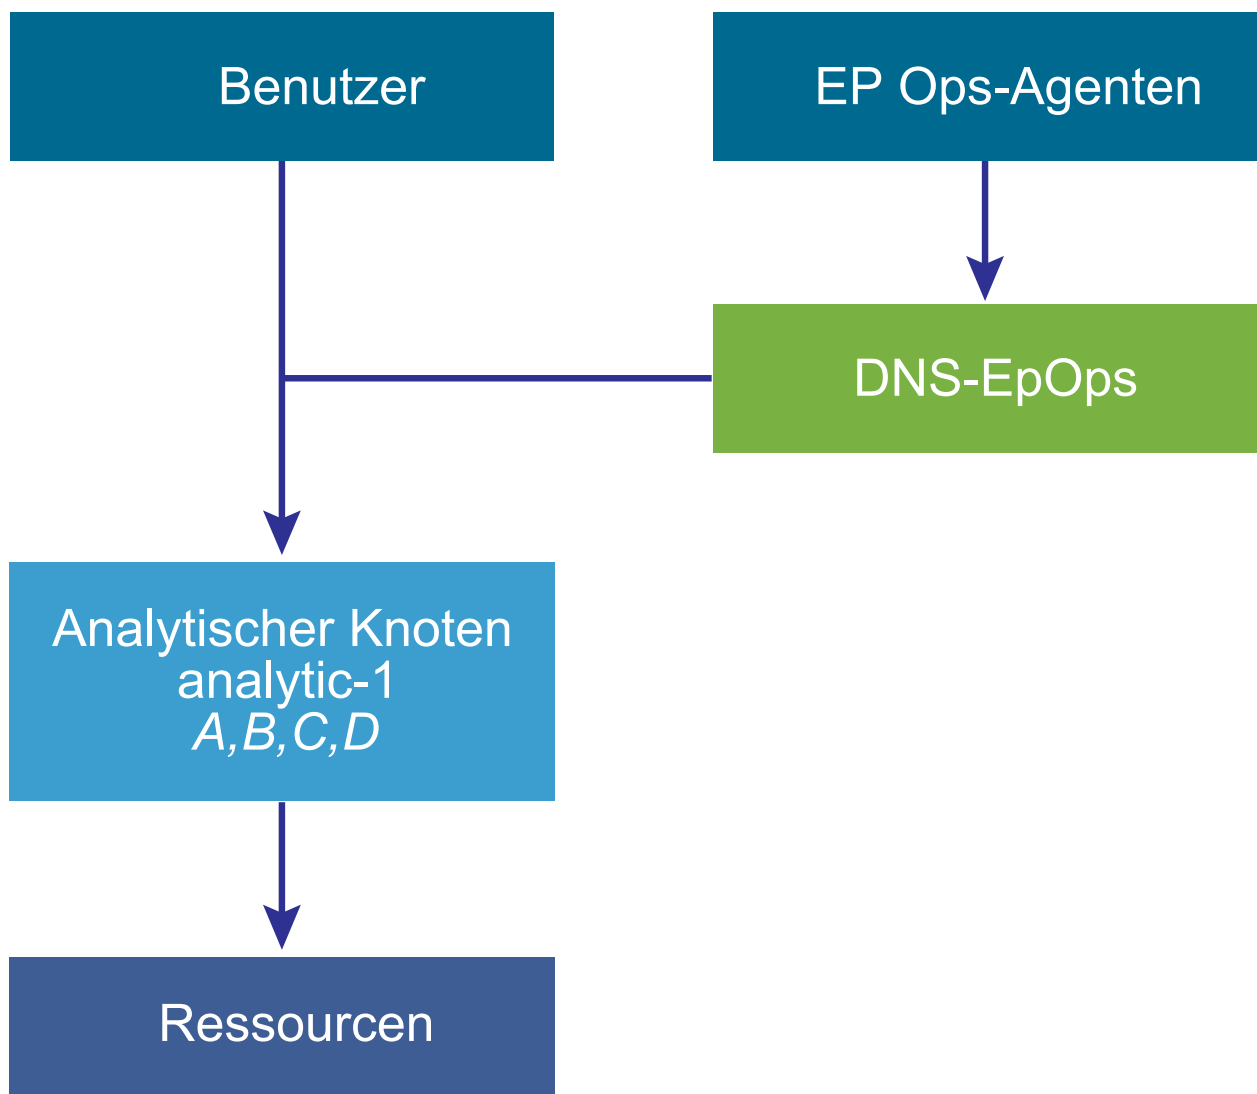 Benutzer
EP Ops-Agenten
DNS-EpOps
Analytischer Knoten
analytic-1
A,B,C,D
Ressourcen